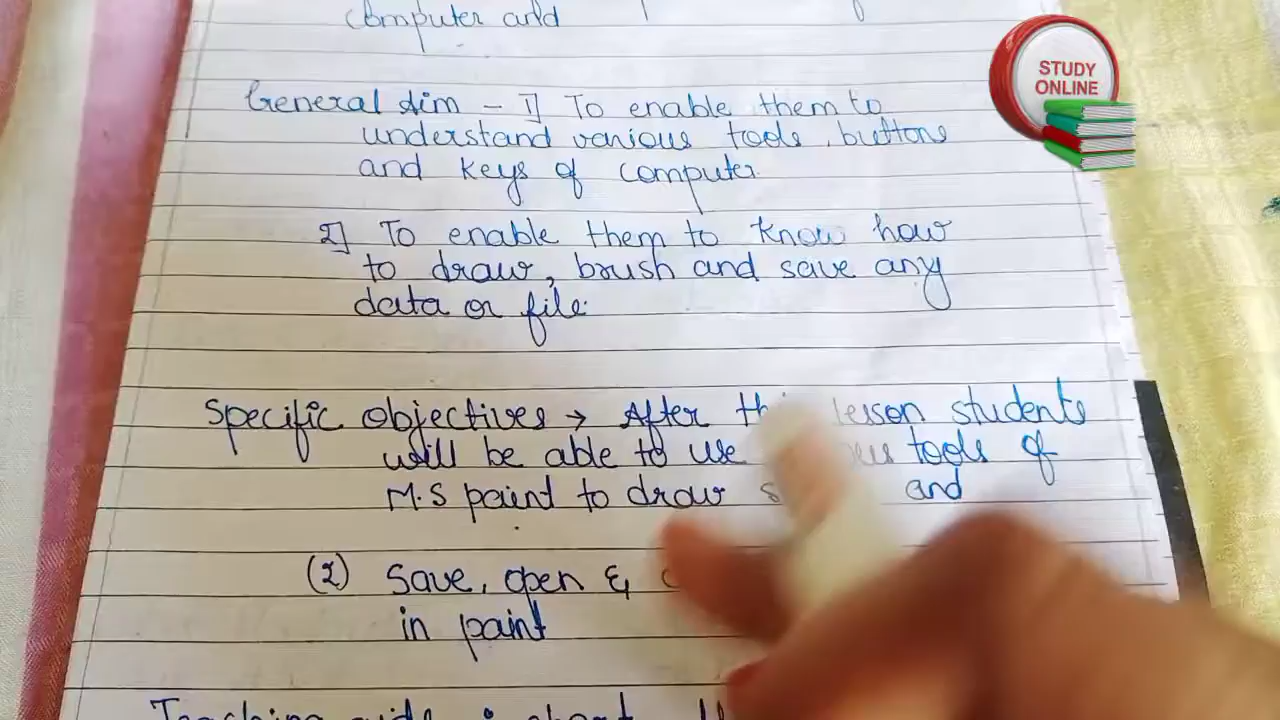 Computer and
General Aim - 1] To enable them to
understand various tools, buttons
and keys of computer.
2] To enable them to know how
to draw, brush and save any
data or file.
Specific Objectives → After lesson students
will be able to use tools of
M.S paint to draw and
(2) Save, open &
in paint
STUDY
ONLINE